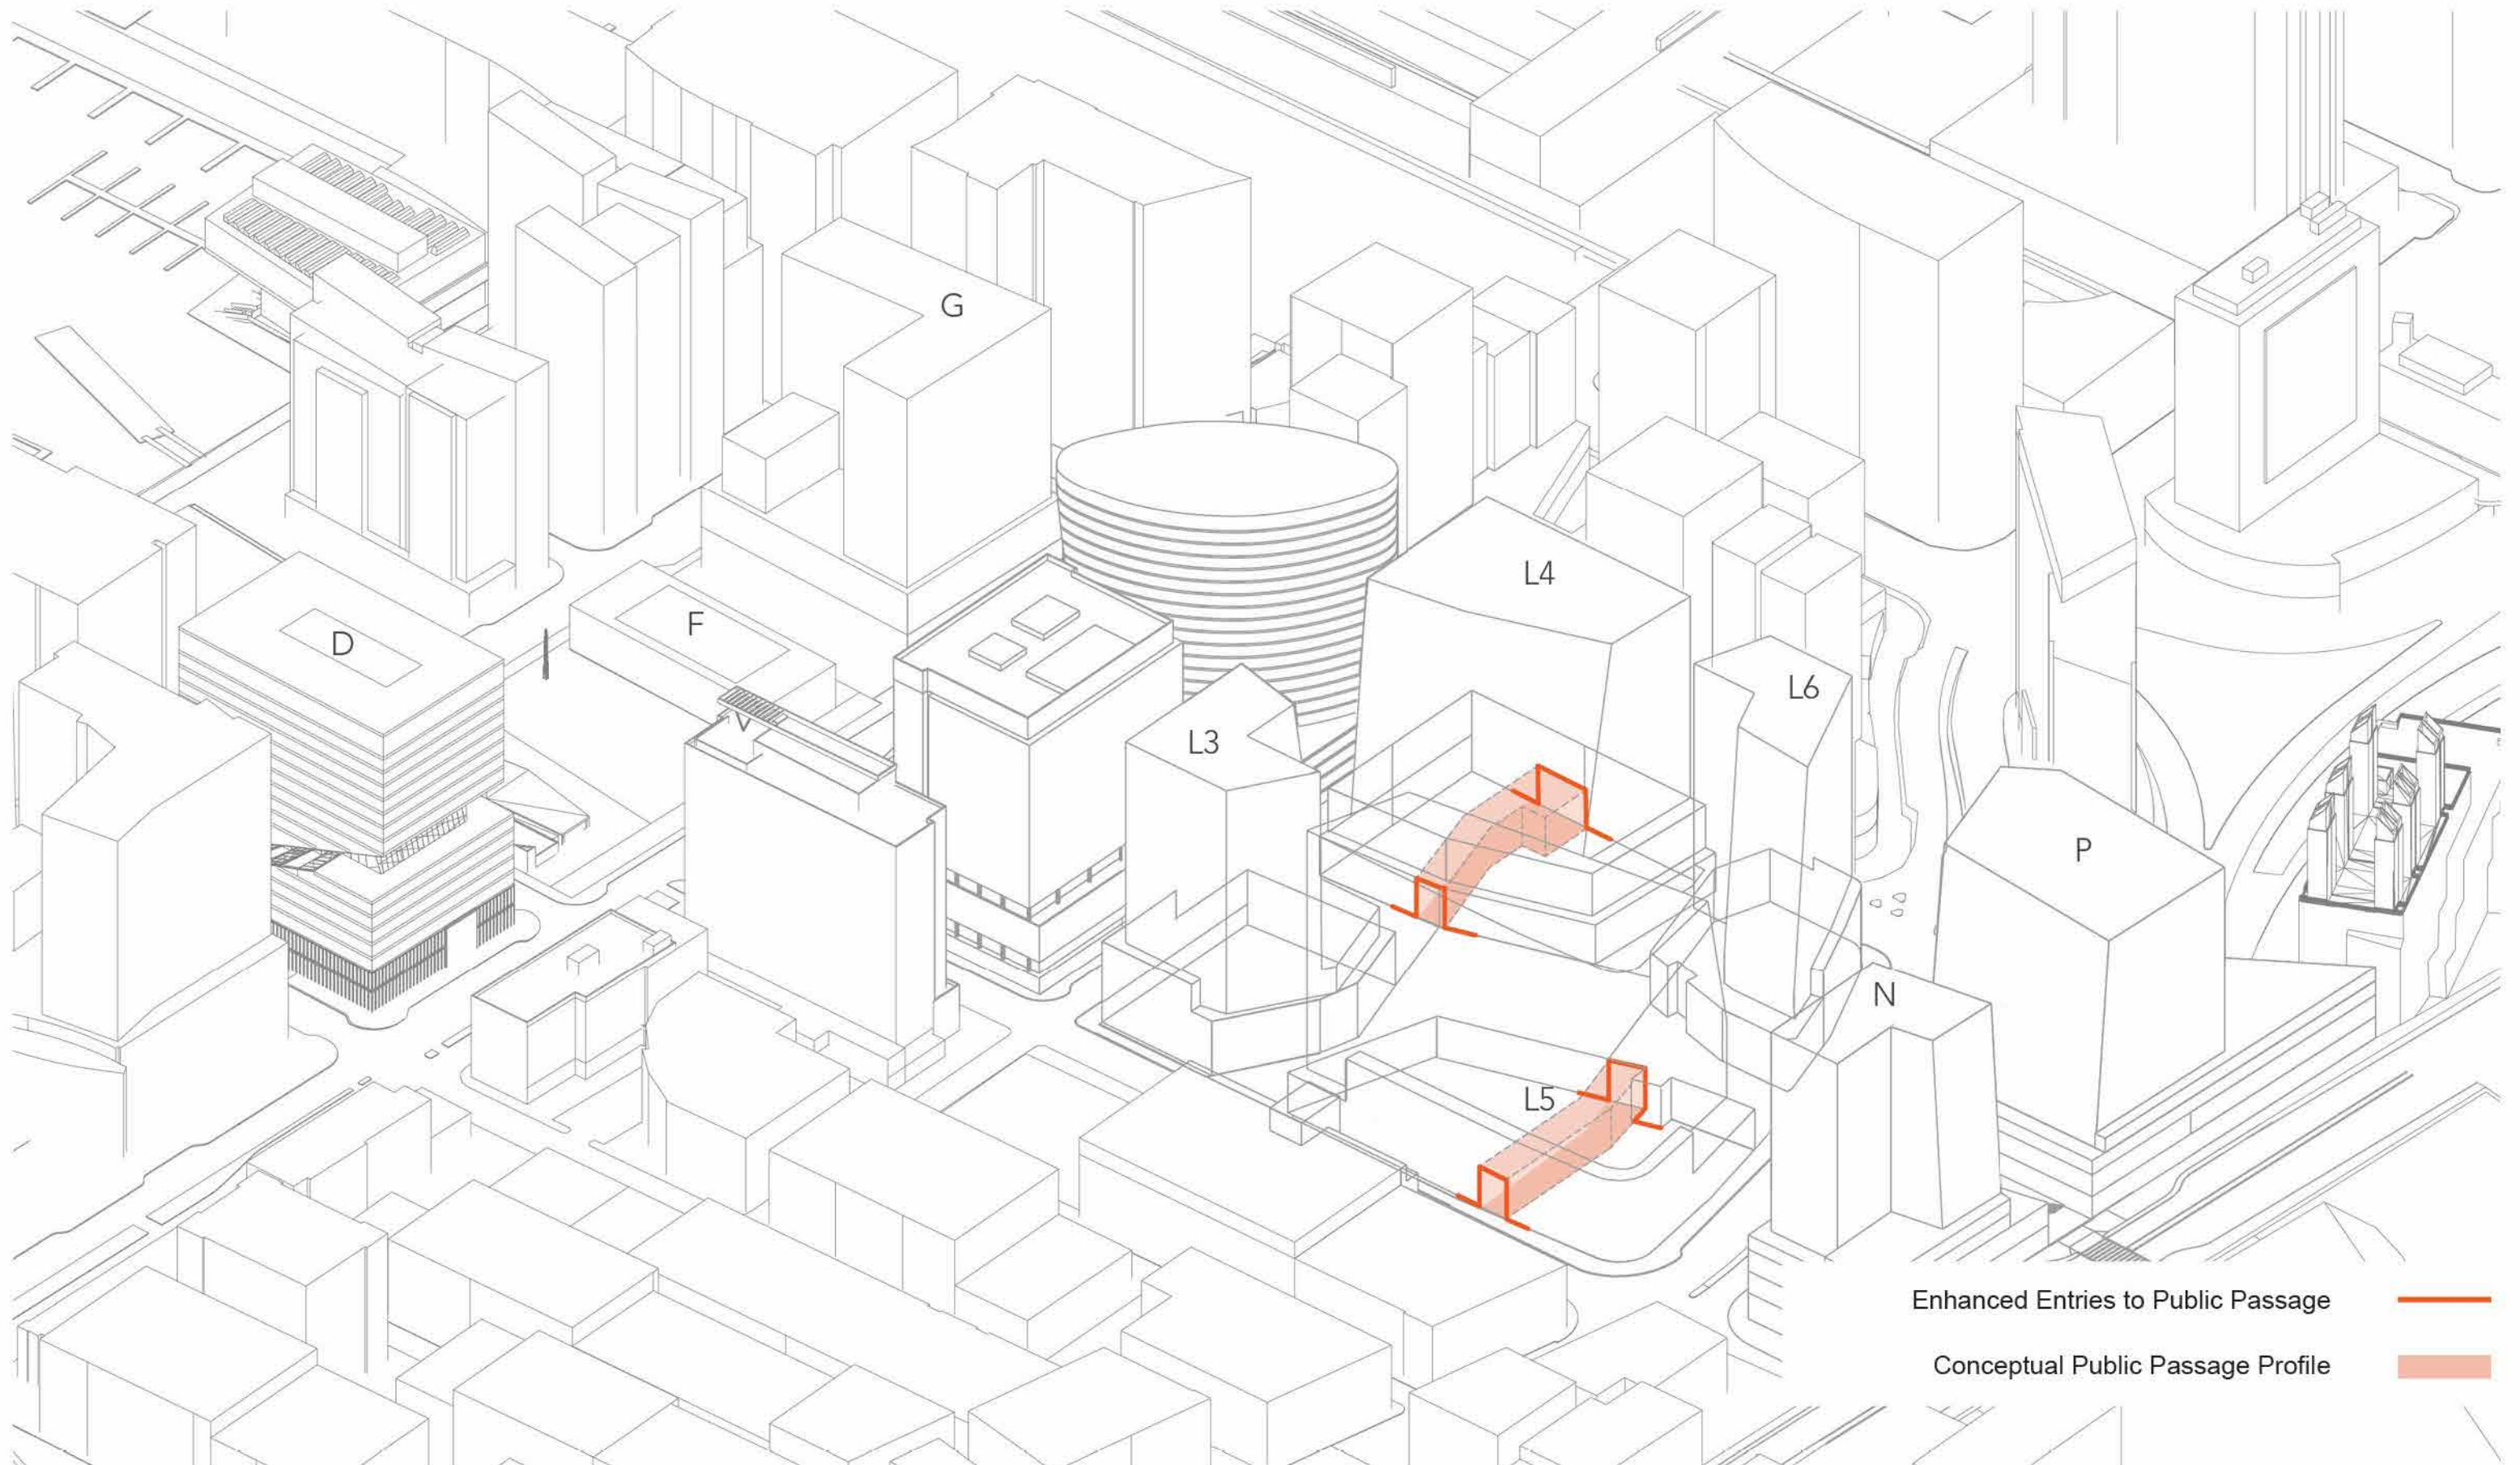 G
L4
D
F
L6
L3
P
N
L5
Enhanced Entries to Public Passage
Conceptual Public Passage Profile